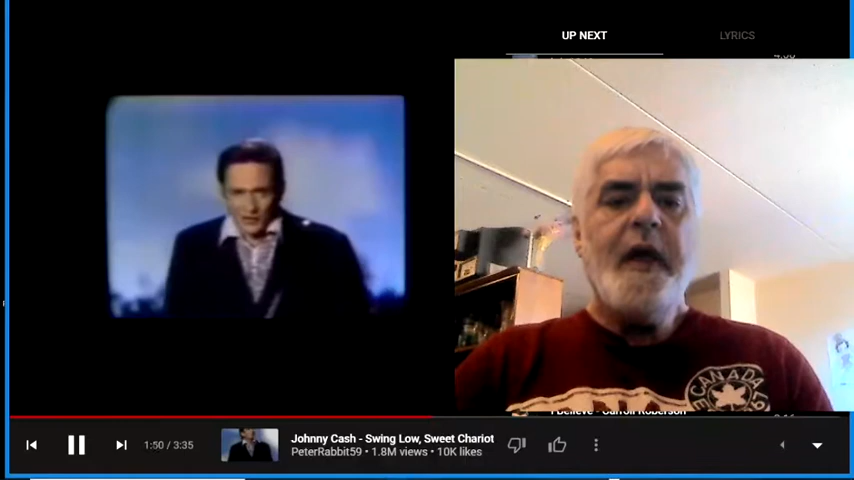 UP NEXT
LYRICS
CANADA
I Believe - Carroll Roberson
1:50 / 3:35
Johnny Cash - Swing Low, Sweet Chariot
PeterRabbit59 • 1.8M views • 10K likes